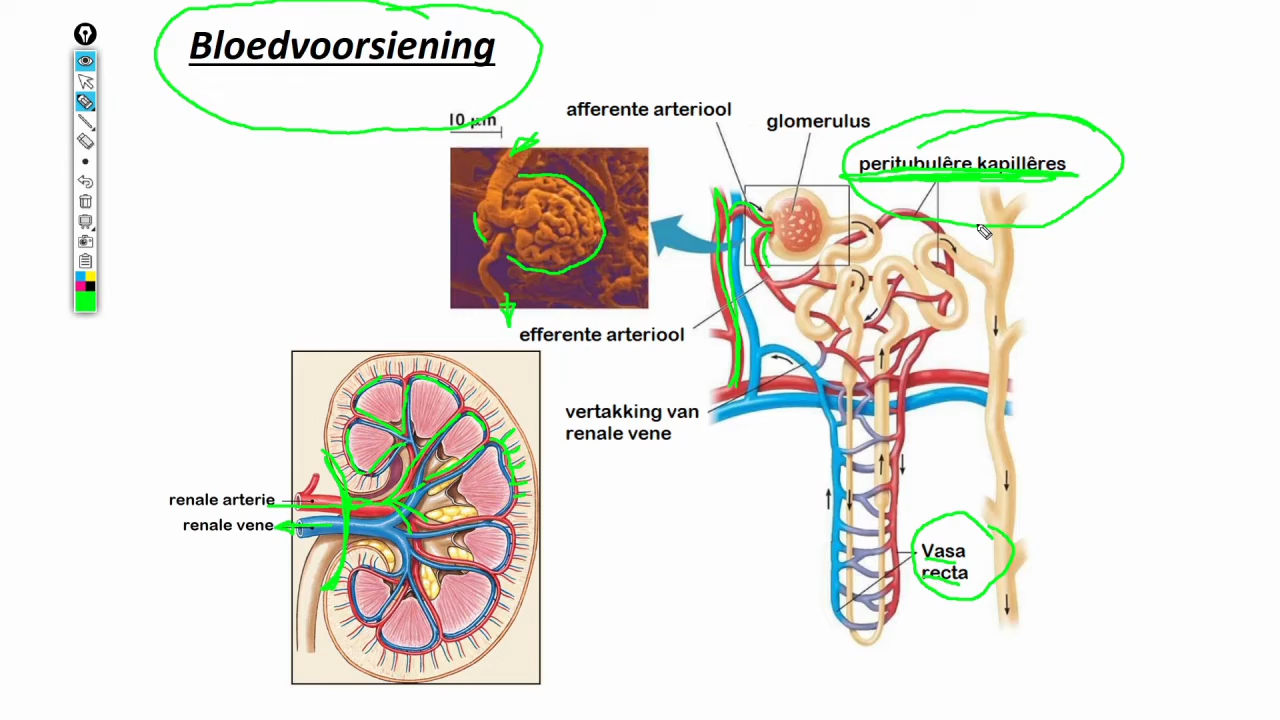 Bloedvoorsiening
afferente arteriool
10 µm
glomerulus
peritubulêre kapillêres
efferente arteriool
vertakking van
renale vene
renale arterie
renale vene
Vasa
recta